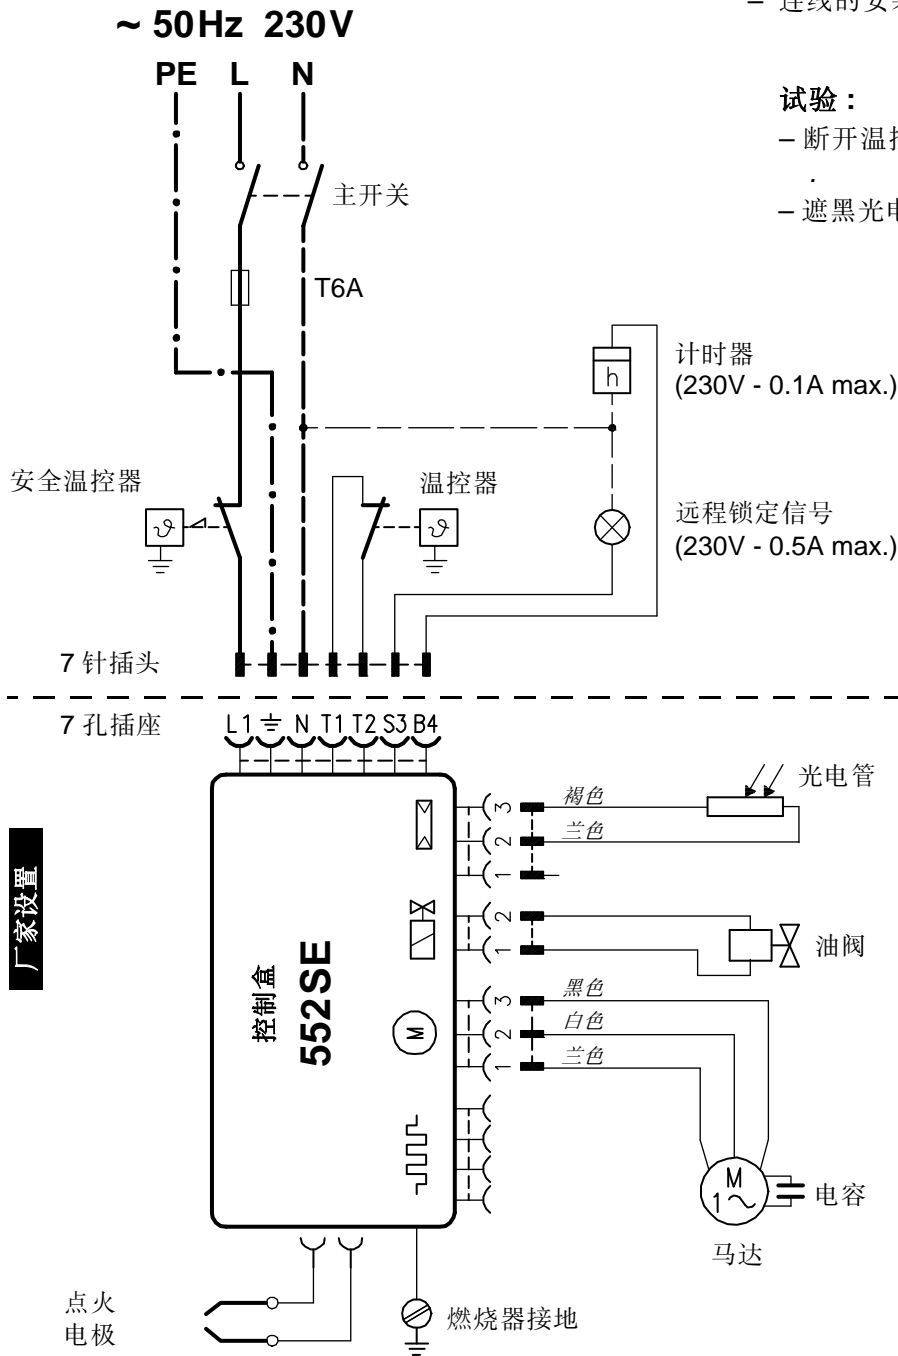 ~ 50Hz 230V
PE L N
主开关
T6A
计时器
(230V - 0.1A max.)
h
安全温控器
温控器
ϑ
ϑ
远程锁定信号
(230V - 0.5A max.)
7 针插头
7 孔插座
L1 N T1 T2 S3 B4
厂家设置
控制盒
552SE
M
3 褐色
2 兰色
1
光电管
2
1
油阀
3 黑色
2 白色
1 兰色
M
1~
电容
马达
点火
电极
燃烧器接地
– 连线的安
试验:
– 断开温
.
– 遮黑光